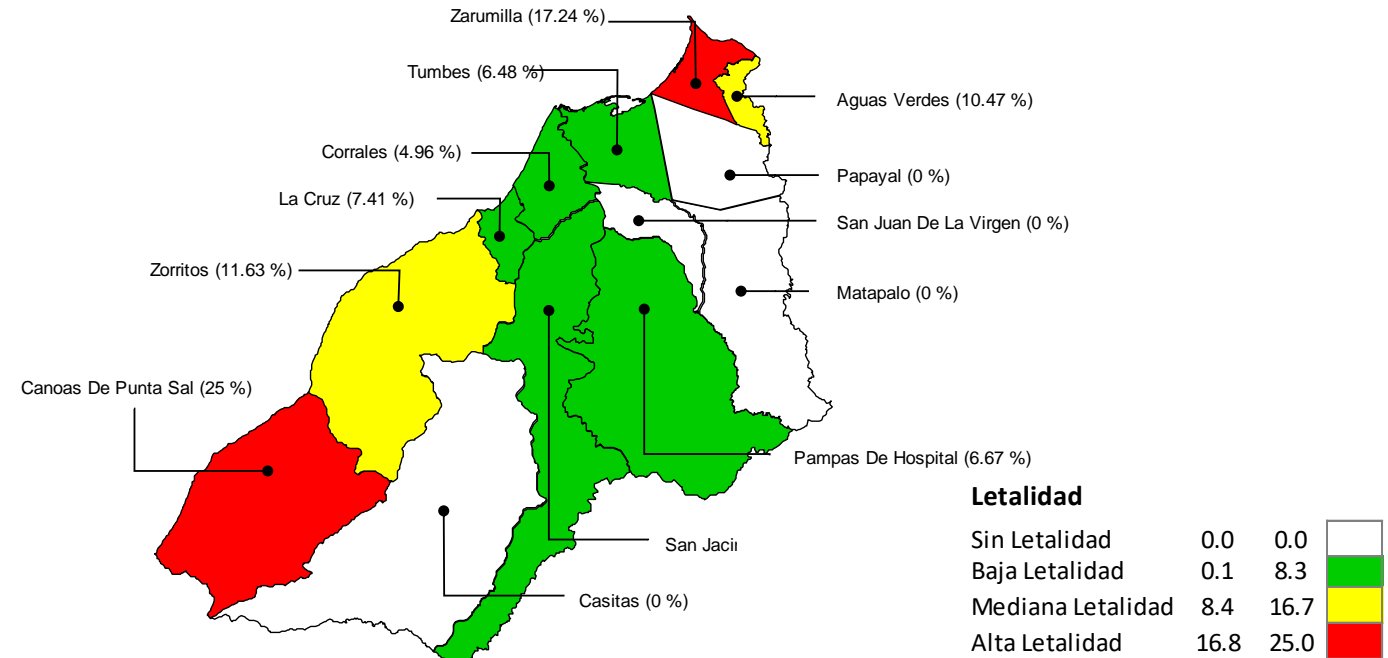 Zarumilla (17.24 %)
Tumbes (6.48 %)
Aguas Verdes (10.47 %)
Corrales (4.96 %)
Papayal (0 %)
La Cruz (7.41 %)
San Juan De La Virgen (0 %)
Zorritos (11.63 %)
Matapalo (0 %)
Canoas De Punta Sal (25 %)
Pampas De Hospital (6.67 %)
San Jaci
Casitas (0 %)
Letalidad
Sin Letalidad 0.0 0.0
Baja Letalidad 0.1 8.3
Mediana Letalidad 8.4 16.7
Alta Letalidad 16.8 25.0